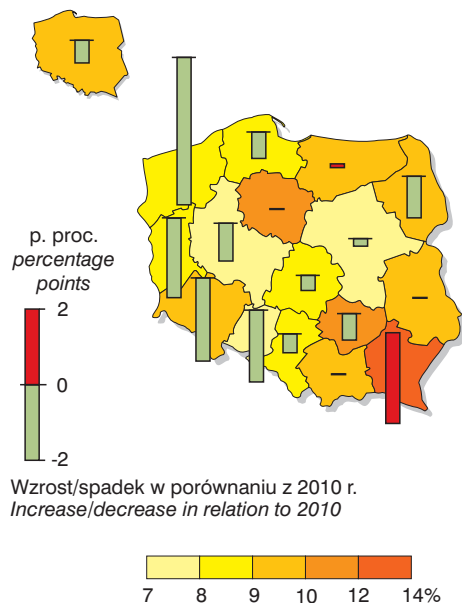 p. proc.
percentage
points
2
0
-2
Wzrost/spadek w porównaniu z 2010 r.
Increase/decrease in relation to 2010
7 8 9 10 12 14%